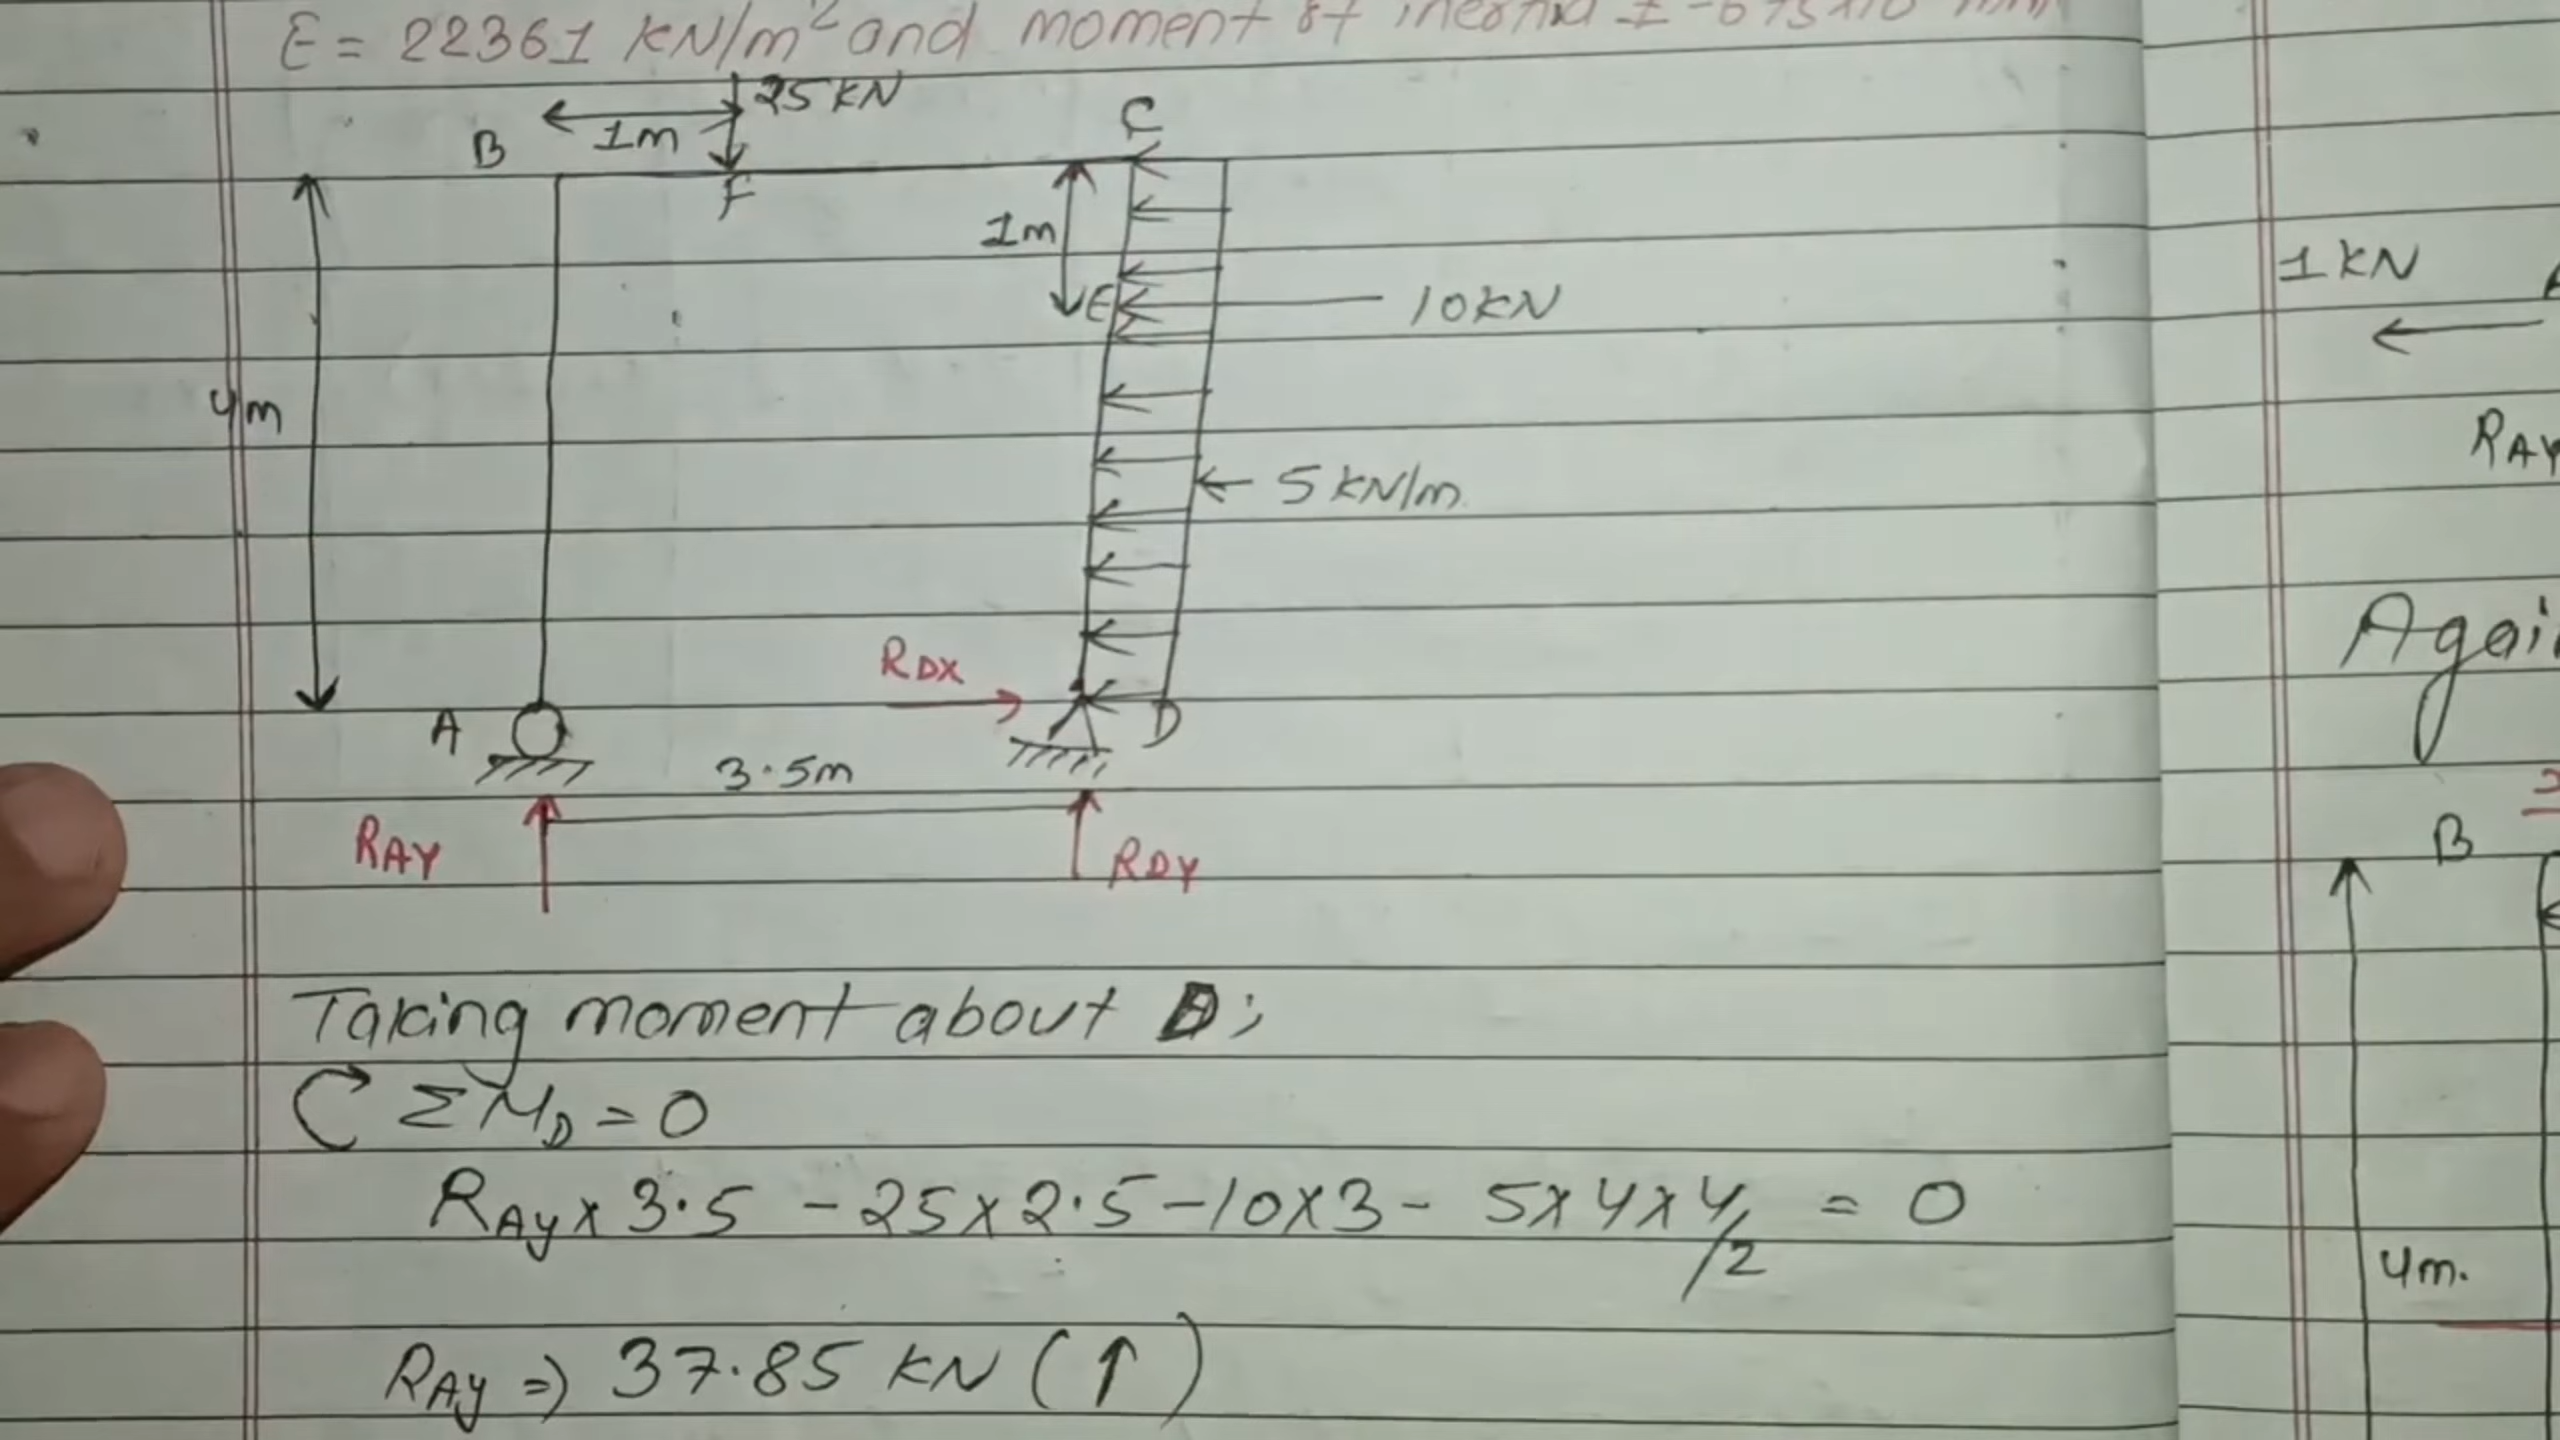 E = 22361 KN/m² and moment of inertia I
25 KN
1m
B
C
F
1m
E
10KN
4m
5 KN/m
RDX
A
D
3.5m
RAY
RDY
Taking moment about D;
ΣMD = 0
RAy x 3.5 - 25 x 2.5 - 10 x 3 - 5 x 4 x 4/2 = 0
RAy => 37.85 KN (↑)
1 KN
RAY
B
4m.